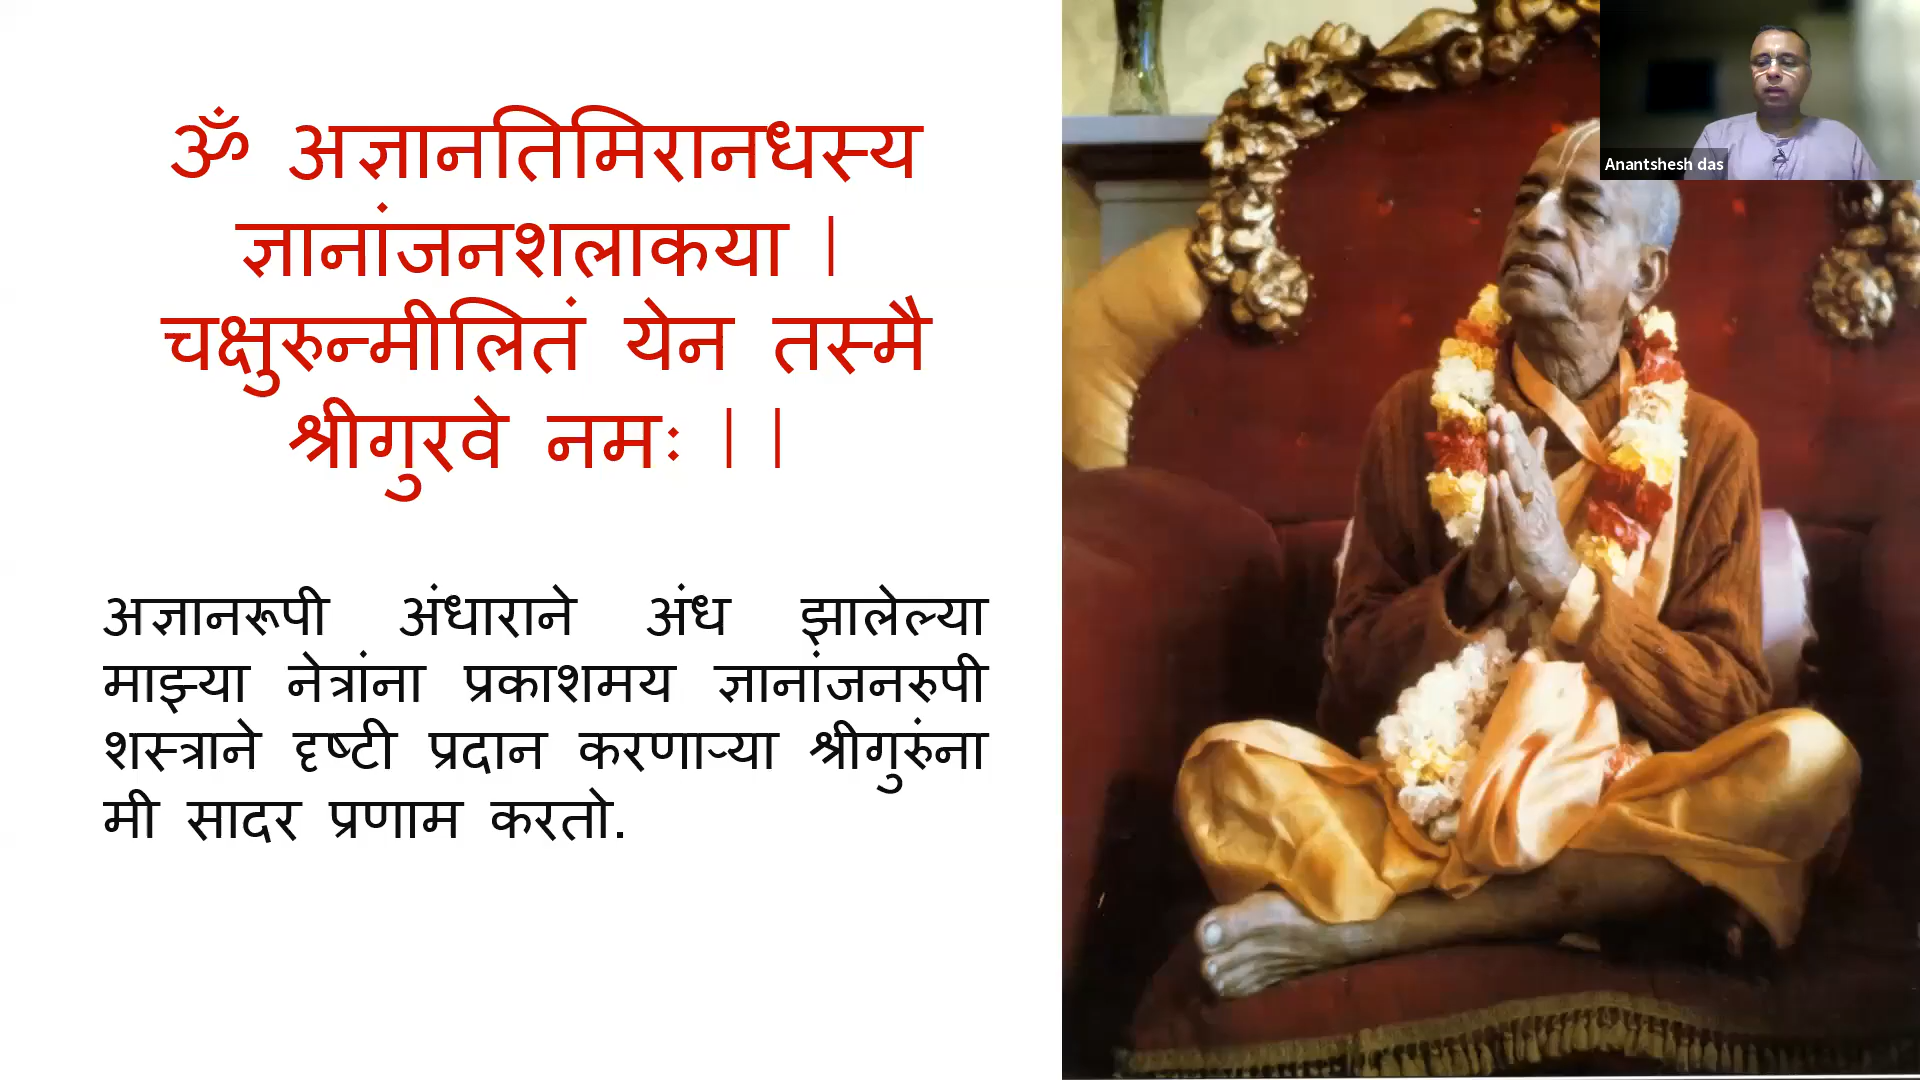 ॐ अज्ञानतिमिरानधस्य
ज्ञानांजनशलाकया |
चक्षुरुन्मीलितं येन तस्मै
श्रीगुरवे नमः ||
अज्ञानरूपी अंधाराने अंध झालेल्या
माझ्या नेत्रांना प्रकाशमय ज्ञानांजनरुपी
शस्त्राने दृष्टी प्रदान करणाऱ्या श्रीगुरुंना
मी सादर प्रणाम करतो.
Anantshesh das